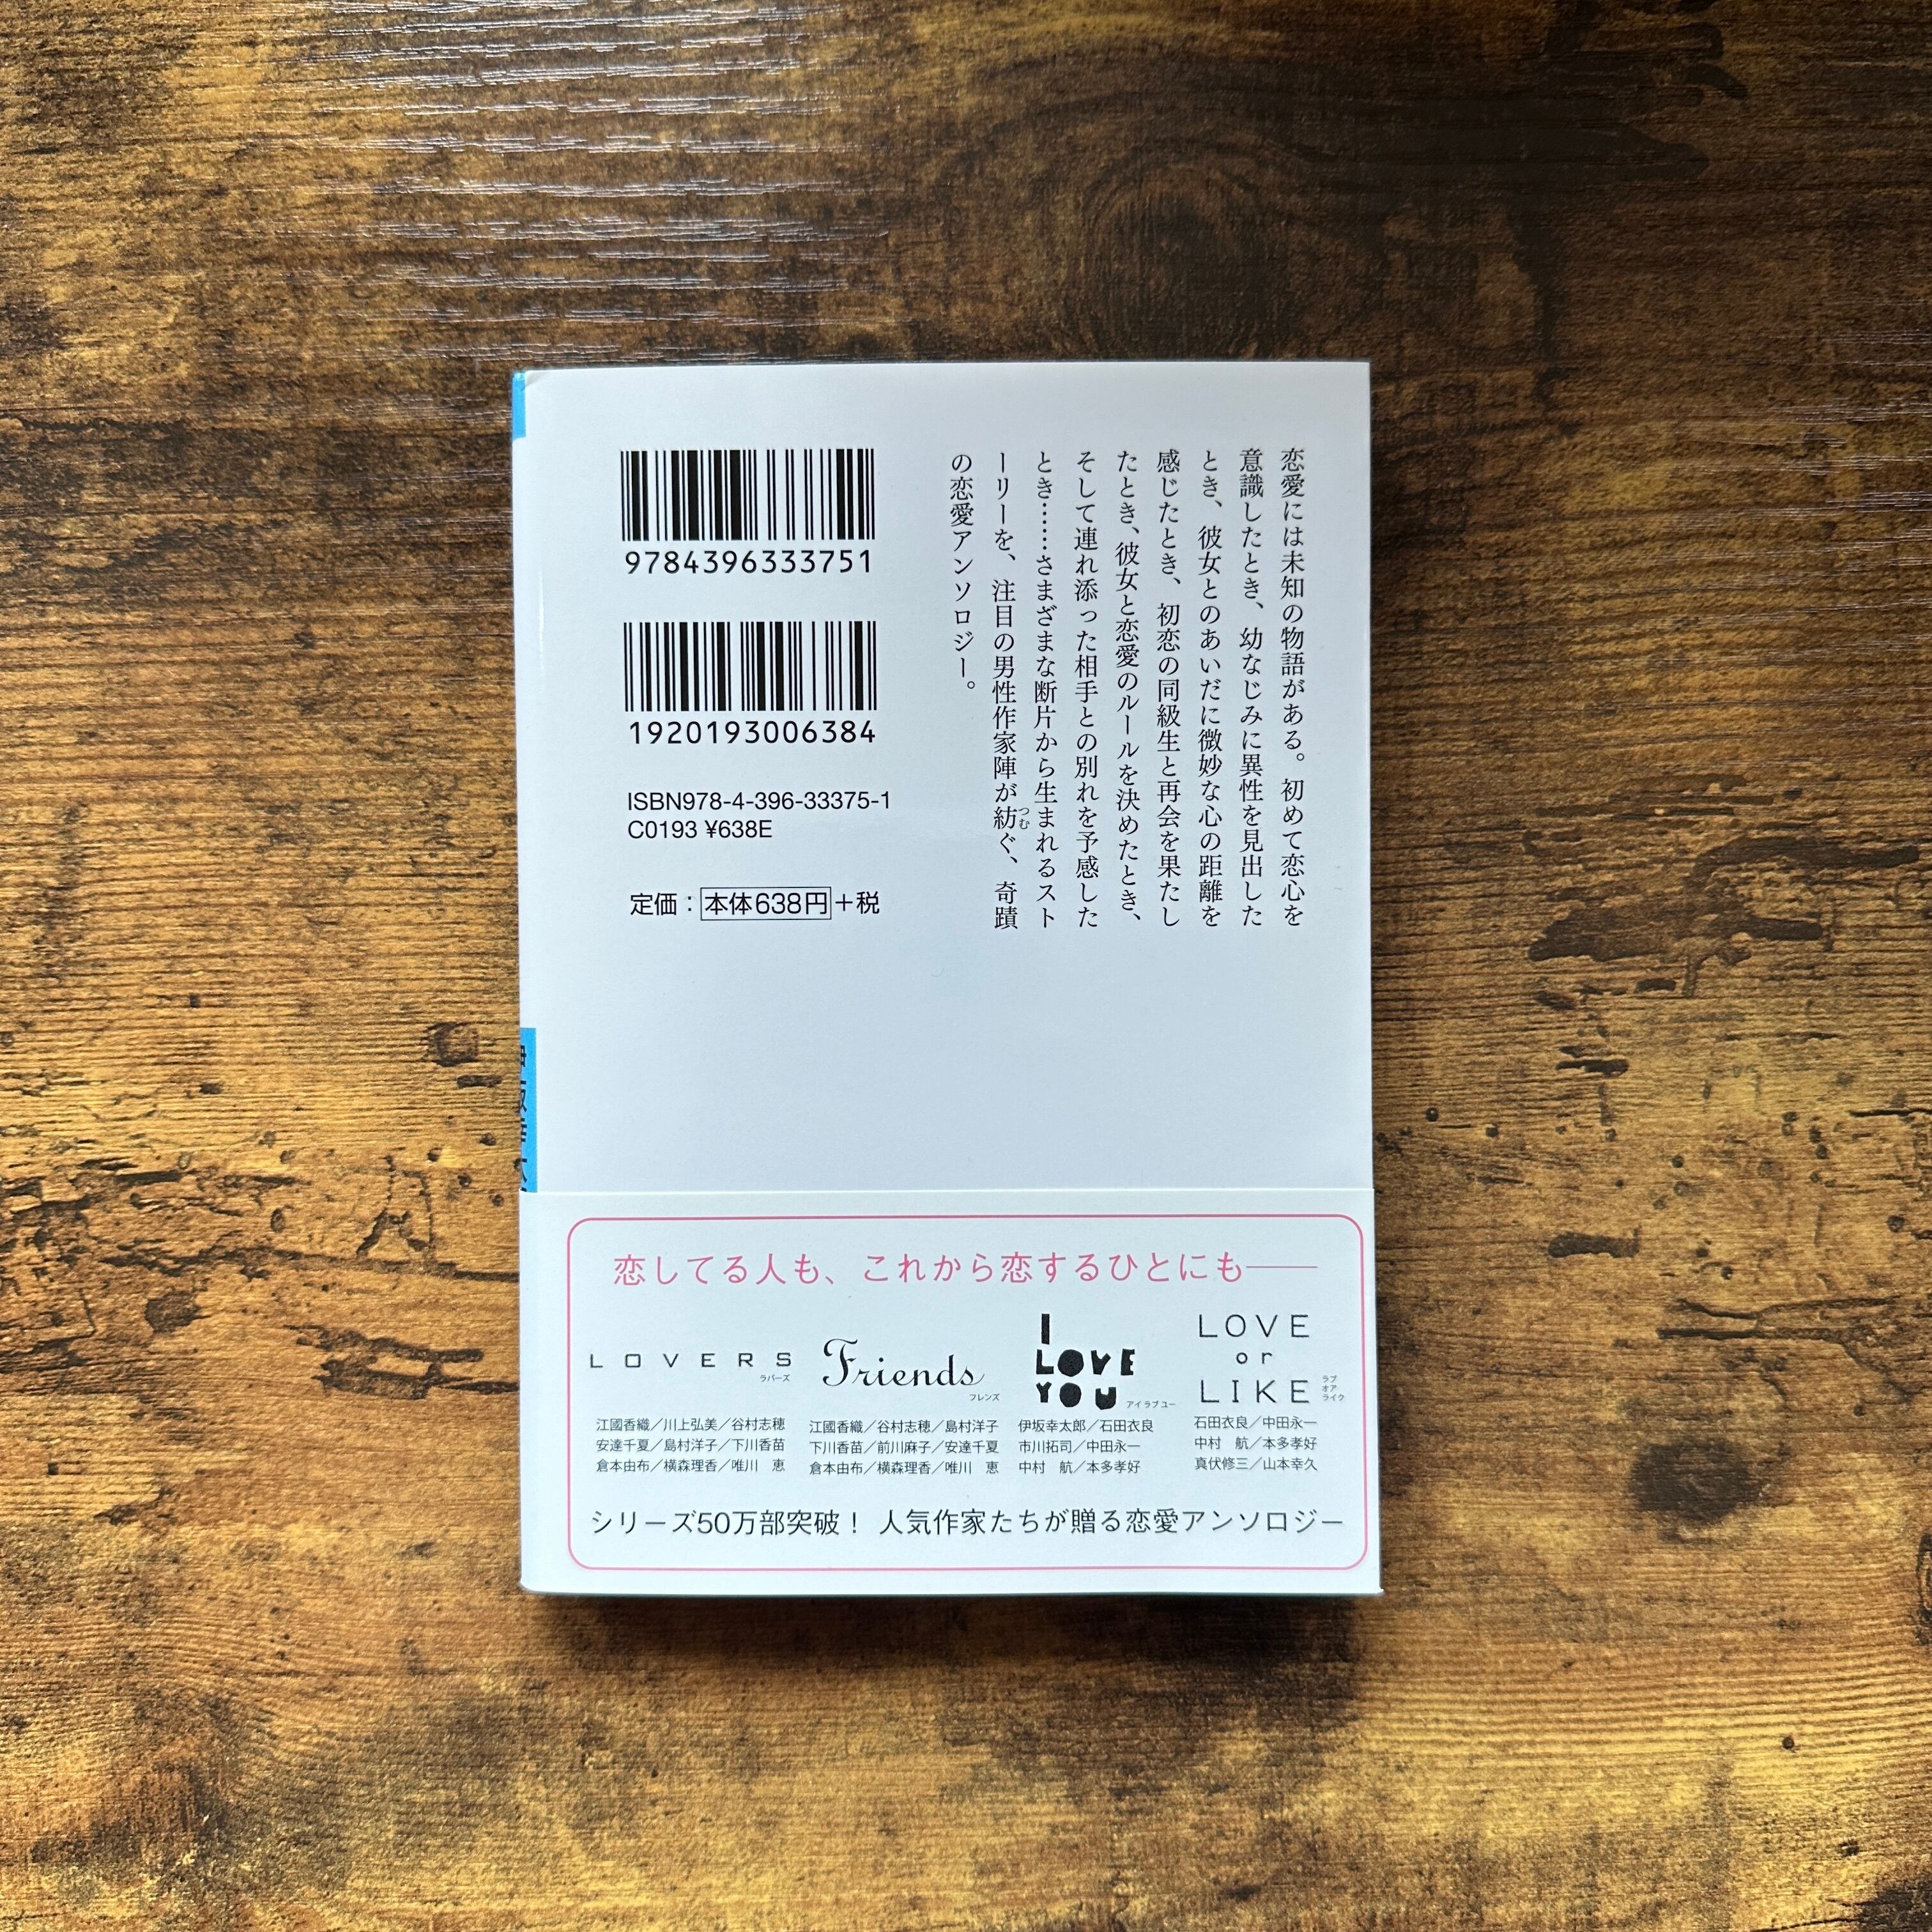 恋愛には未知の物語がある。初めて恋心を
意識したとき、幼なじみに異性を見出した
とき、彼女とのあいだに微妙な心の距離を
感じたとき、初恋の同級生と再会を果たし
たとき、彼女と恋愛のルールを決めたとき、
そして連れ添った相手との別れを予感した
とき……さまざまな断片から生まれるスト
ーリーを、注目の男性作家陣が紡ぐ、奇蹟
つむ
の恋愛アンソロジー。
9784396333751
1920193006384
ISBN978-4-396-33375-1
C0193 ¥638E
定価：本体638円+税
恋してる人も、これから恋するひとにも――
LOVERS
ラバーズ
江國香織／川上弘美／谷村志穂
安達千夏／島村洋子／下川香苗
倉本由布／横森理香／唯川　恵
Friends
フレンズ
江國香織／谷村志穂／島村洋子
下川香苗／前川麻子／安達千夏
倉本由布／横森理香／唯川　恵
I
LOVE
YOU
アイラブユー
伊坂幸太郎／石田衣良
市川拓司／中田永一
中村　航／本多孝好
LOVE
or
LIKE
ラブ
オア
ライク
石田衣良／中田永一
中村　航／本多孝好
真伏修三／山本幸久
シリーズ50万部突破！ 人気作家たちが贈る恋愛アンソロジー